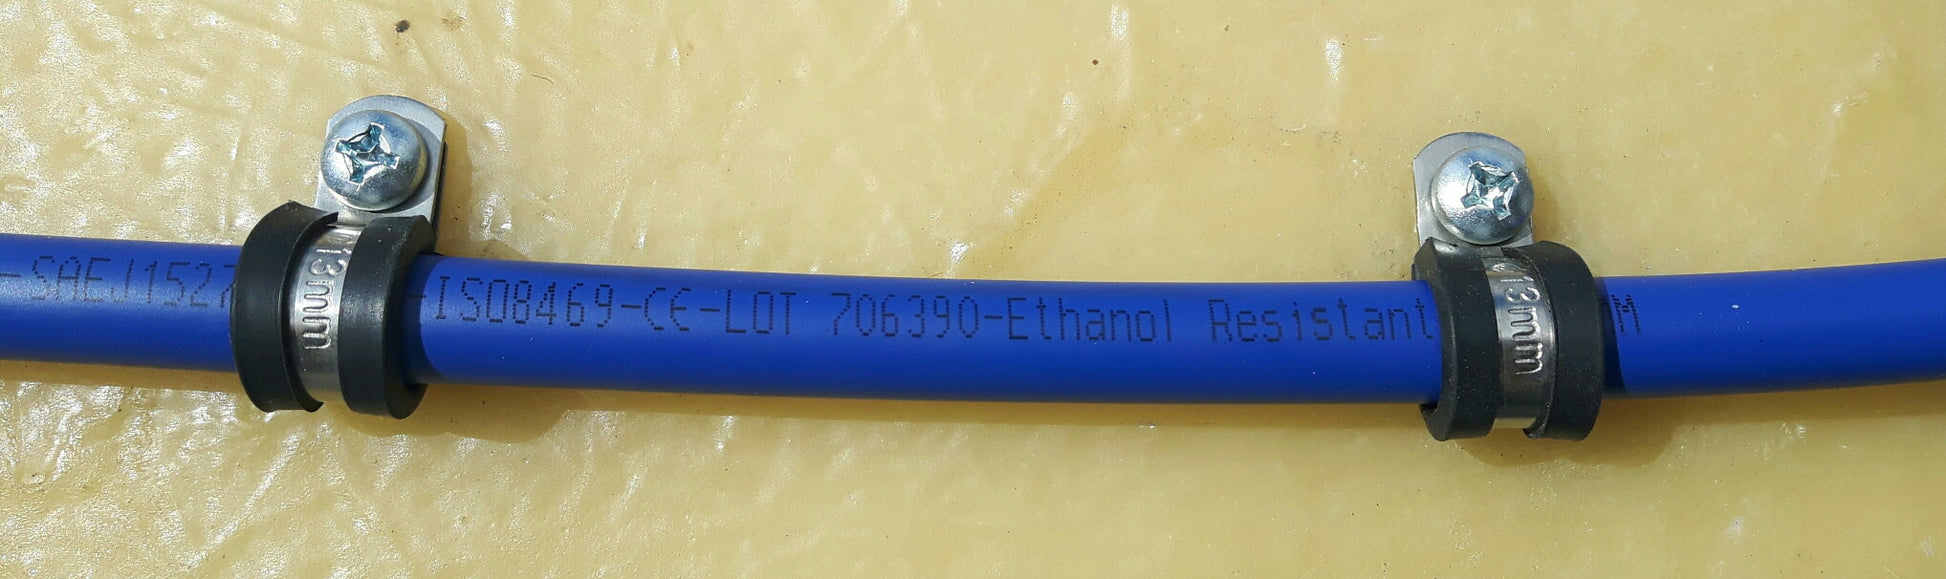 -SAEJ1527
-ISO8469-CE-LOT 706390-Ethanol Resistant
M
13mm
13mm